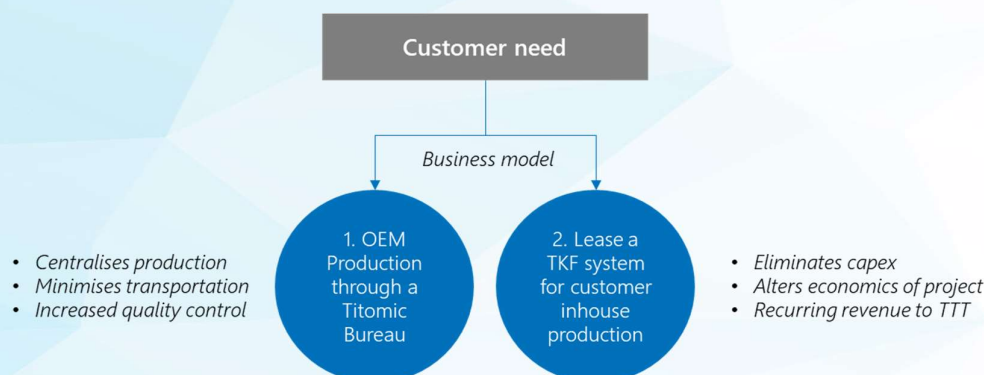 Customer need
Business model
• Centralises production
• Minimises transportation
• Increased quality control
1. OEM
Production
through a
Titomic
Bureau
2. Lease a
TKF system
for customer
inhouse
production
• Eliminates capex
• Alters economics of project
• Recurring revenue to TTT